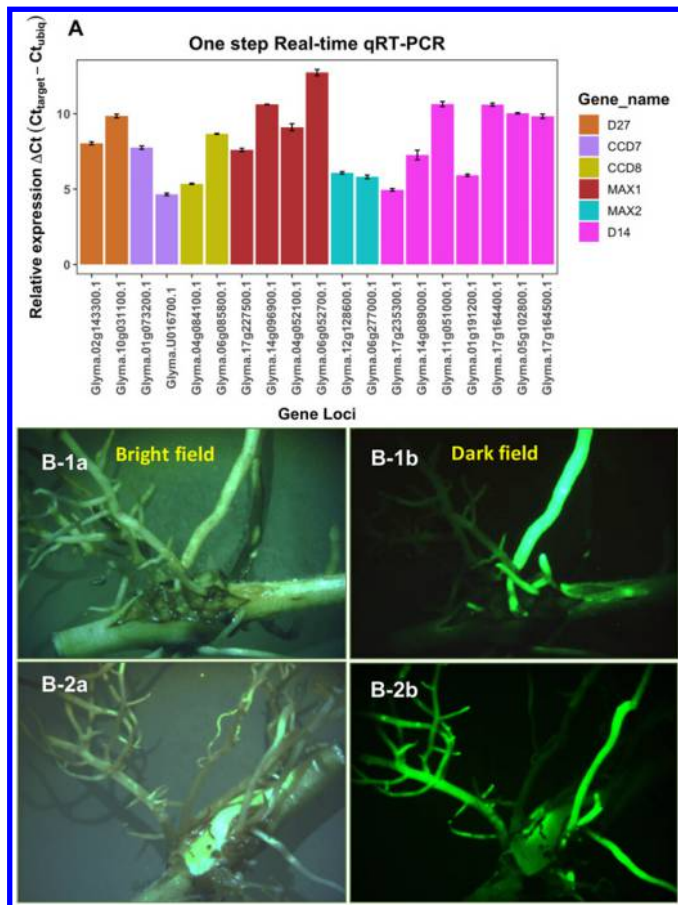 A
One step Real-time qRT-PCR
Relative expression ΔCt (Ct_target – Ct_ubiq)
10
5
0
Gene_name
D27
CCD7
CCD8
MAX1
MAX2
D14
Glyma.02g143300.1
Glyma.10g031100.1
Glyma.01g073200.1
Glyma.U016700.1
Glyma.04g084100.1
Glyma.06g085800.1
Glyma.17g227500.1
Glyma.14g096900.1
Glyma.04g052100.1
Glyma.06g052700.1
Glyma.12g128600.1
Glyma.06g277000.1
Glyma.17g235300.1
Glyma.14g089000.1
Glyma.11g051000.1
Glyma.01g191200.1
Glyma.17g164400.1
Glyma.05g102800.1
Glyma.17g164500.1
Gene Loci
B-1a Bright field
B-1b Dark field
B-2a
B-2b